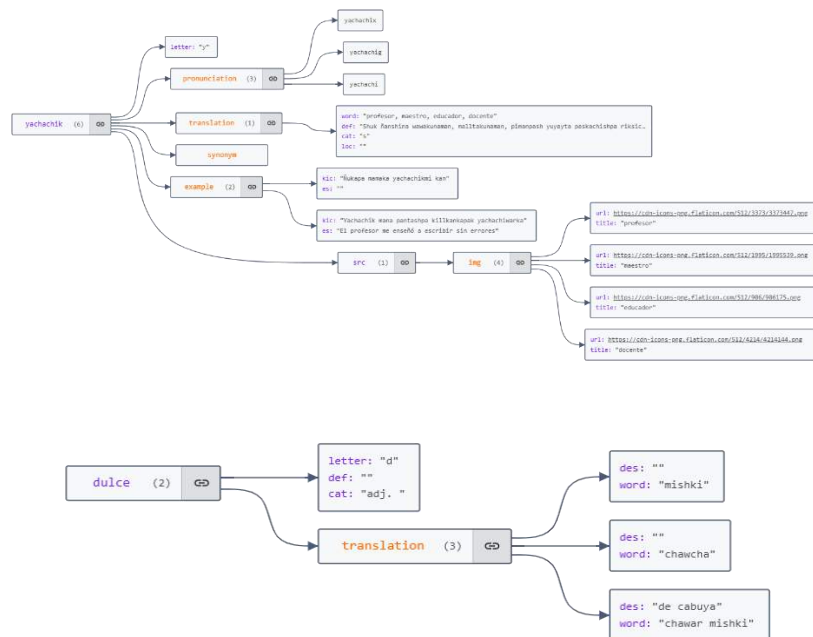 yachachix
letter: "y"
yachachig
pronunciation (3)
yachachi
word: "profesor, maestro, educador, docente"
yachachik (6)
translation (1)
def: "Shuk ñanshina wawakunaman, malltakunaman, pimanpash yuyayta paskachishpa riksic.
cat: "s"
loc: ""
synonym
kic: "Ñukapa mamaka yachachikmi kan"
es: ""
example (2)
kic: "Yachachik mana pantashpa killkankapak yachachiwarka"
es: "El profesor me enseñó a escribir sin errores"
url: https://cdn-icons-png.flaticon.com/512/3373/3373447.png
title: "profesor"
src (1)
img (4)
url: https://cdn-icons-png.flaticon.com/512/1995/1995539.png
title: "maestro"
url: https://cdn-icons-png.flaticon.com/512/906/906175.png
title: "educador"
url: https://cdn-icons-png.flaticon.com/512/4214/4214144.png
title: "docente"
letter: "d"
def: ""
cat: "adj. "
dulce (2)
des: ""
word: "mishki"
translation (3)
des: ""
word: "chawcha"
des: "de cabuya"
word: "chawar mishki"